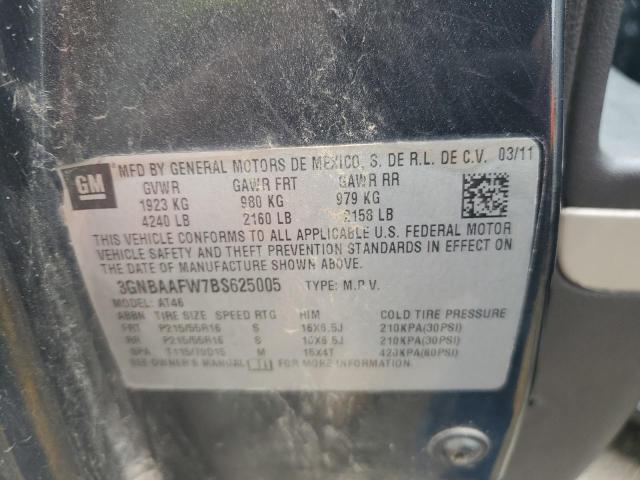 GM
MFD BY GENERAL MOTORS DE MEXICO, S. DE R.L. DE C.V. 03/11
GVWR GAWR FRT GAWR RR
1923 KG 980 KG 979 KG
4240 LB 2160 LB 2158 LB
THIS VEHICLE CONFORMS TO ALL APPLICABLE U.S. FEDERAL MOTOR
VEHICLE SAFETY AND THEFT PREVENTION STANDARDS IN EFFECT ON
THE DATE OF MANUFACTURE SHOWN ABOVE.
3GNBAAFW7BS625005 TYPE: M.P.V.
MODEL: AT46
ABBN TIRE SIZE SPEED RTG RIM COLD TIRE PRESSURE
FRT P215/55R16 S 16X6.5J 210KPA(30PSI)
RR P215/55R16 S 16X6.5J 210KPA(30PSI)
SPA T115/70D15 M 15X4T 420KPA(60PSI)
SEE OWNER'S MANUAL FOR MORE INFORMATION.